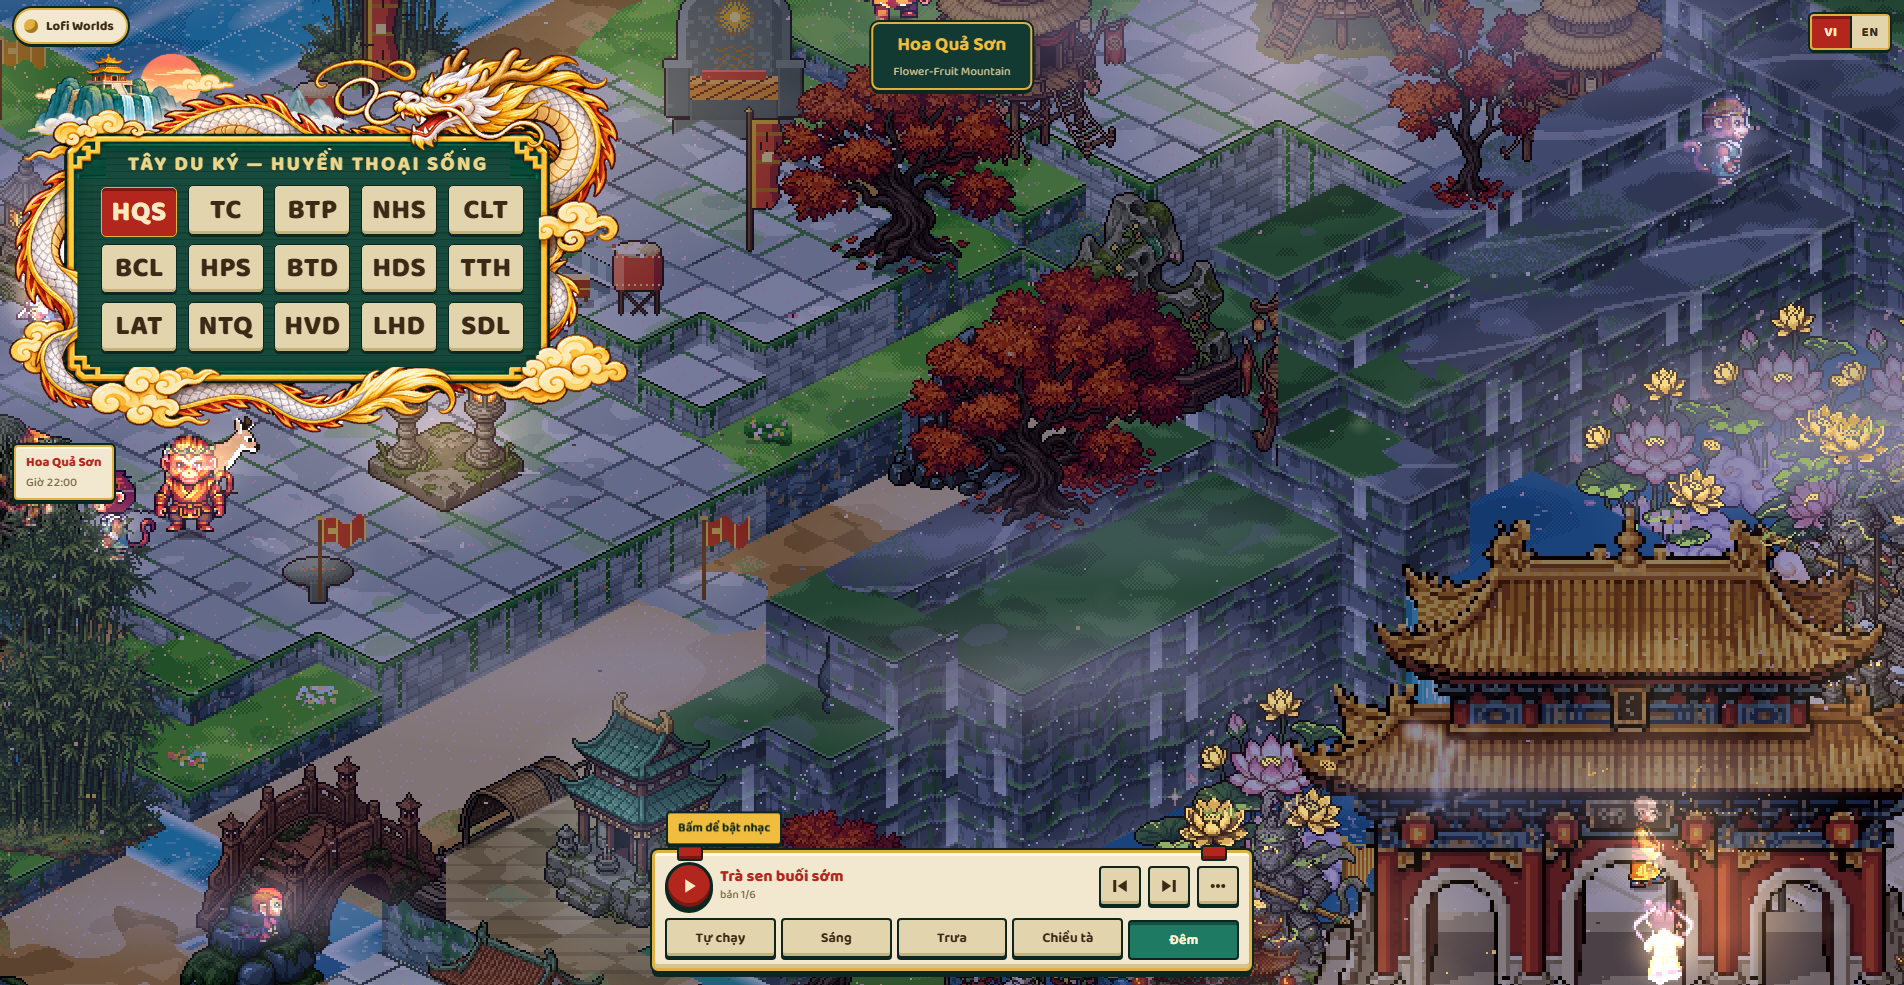 Lofi Worlds
Hoa Quả Sơn
Flower-Fruit Mountain
VI EN
TÂY DU KÝ — HUYỀN THOẠI SỐNG
HQS TC BTP NHS CLT
BCL HPS BTD HDS TTH
LAT NTQ HVD LHD SDL
Hoa Quả Sơn
Giờ 22:00
Bấm để bật nhạc
Trà sen buổi sớm
bản 1/6
Tự chạy Sáng Trưa Chiều tà Đêm